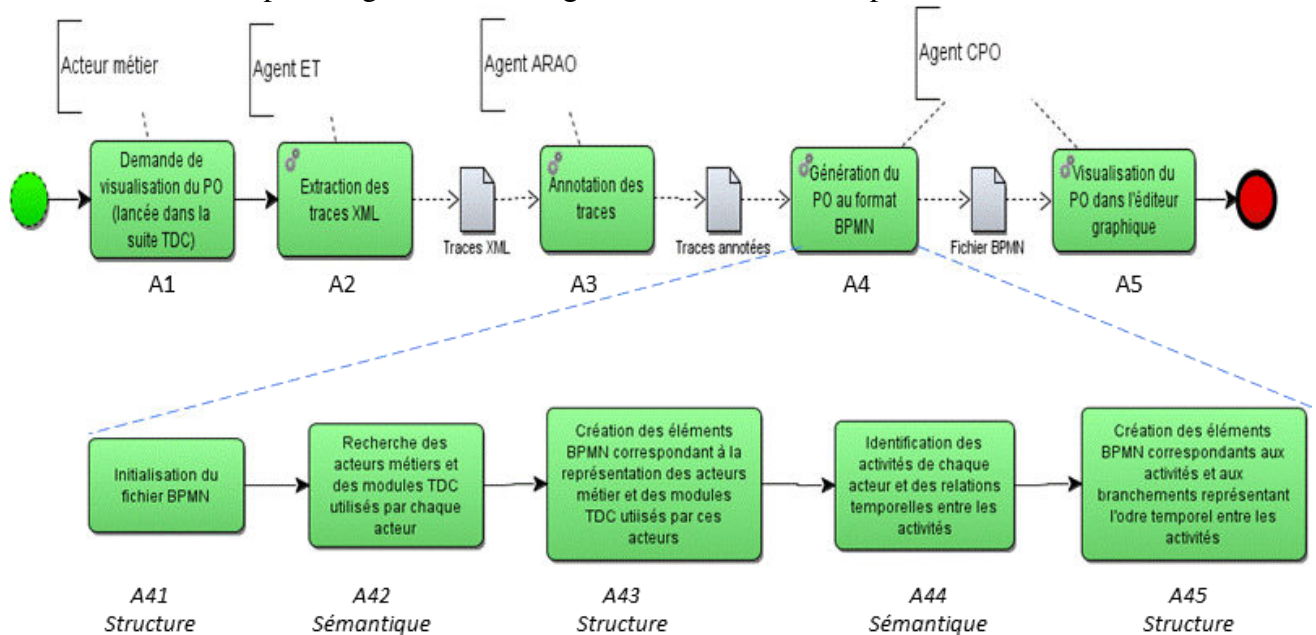 Acteur métier
Agent ET
Agent ARAO
Agent CPO
Demande de
visualisation du PO
(lancée dans la
suite TDC)
Extraction des
traces XML
Traces XML
Annotation des
traces
Traces annotées
Génération du
PO au format
BPMN
Fichier BPMN
Visualisation du
PO dans l'éditeur
graphique
A1
A2
A3
A4
A5
Initialisation du
fichier BPMN
Recherche des
acteurs métiers et
des modules TDC
utilisés par chaque
acteur
Création des éléments
BPMN correspondant à la
représentation des acteurs
métier et des modules
TDC utiisés par ces
acteurs
Identification des
activités de chaque
acteur et des relations
temporelles entre les
activités
Création des éléments
BPMN correspondants aux
activités et aux
branchements représentant
l'odre temporel entre les
activités
A41
Structure
A42
Sémantique
A43
Structure
A44
Sémantique
A45
Structure